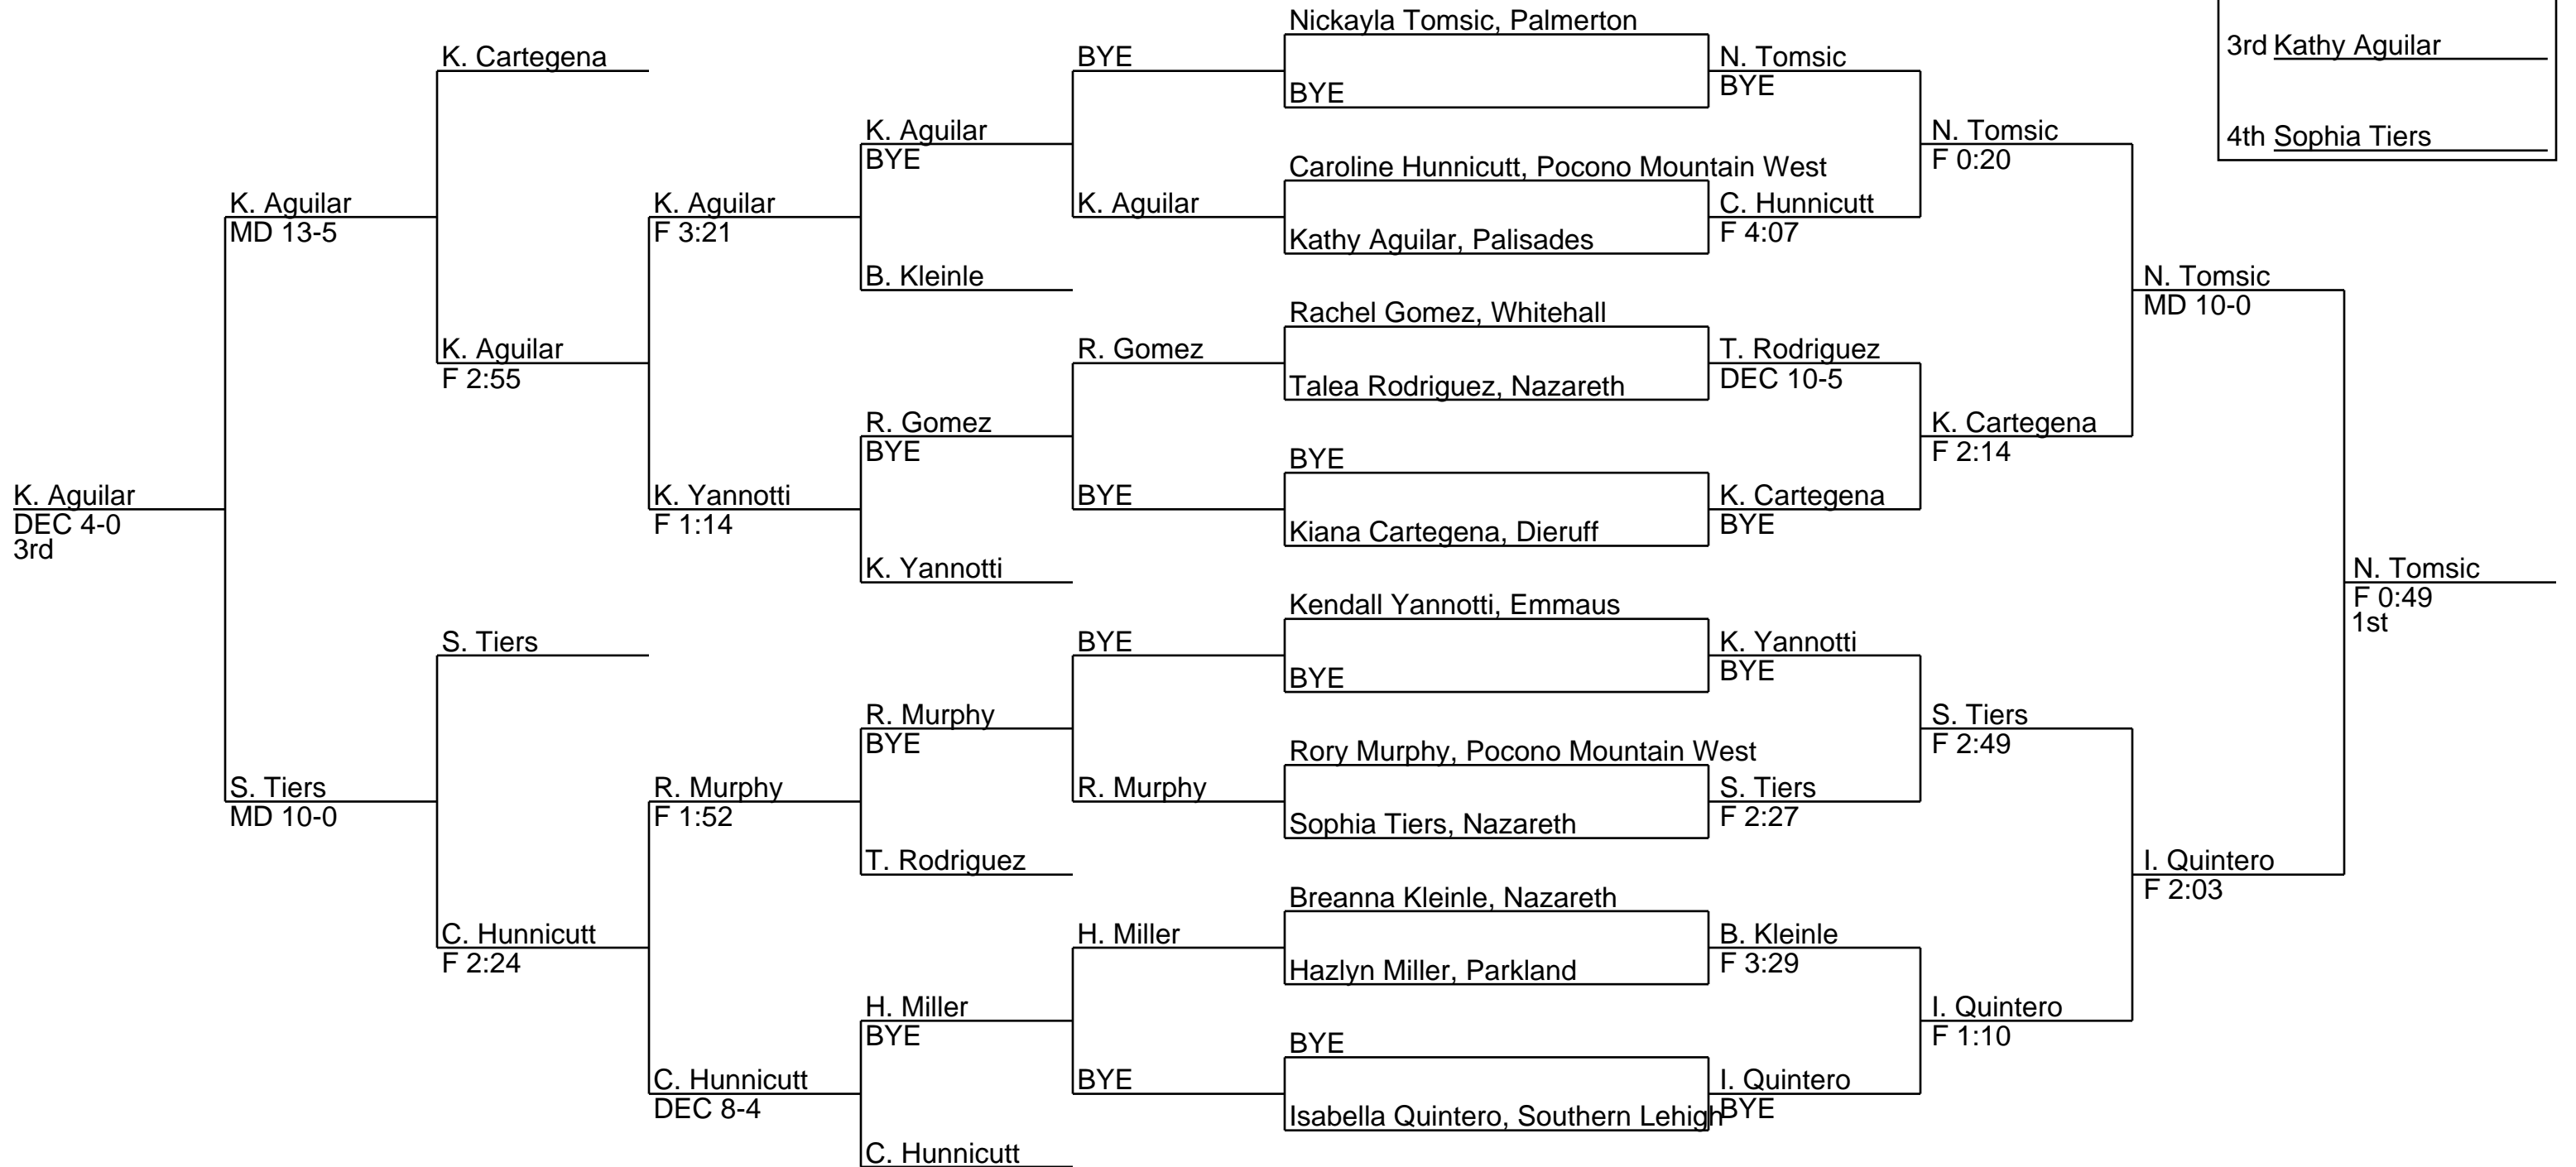 Nickayla Tomsic, Palmerton
3rd Kathy Aguilar
K. Cartegena
BYE
N. Tomsic
BYE
BYE
K. Aguilar
BYE
N. Tomsic
F 0:20
4th Sophia Tiers
Caroline Hunnicutt, Pocono Mountain West
K. Aguilar
MD 13-5
K. Aguilar
F 3:21
K. Aguilar
C. Hunnicutt
F 4:07
Kathy Aguilar, Palisades
B. Kleinle
N. Tomsic
MD 10-0
Rachel Gomez, Whitehall
K. Aguilar
F 2:55
R. Gomez
T. Rodriguez
DEC 10-5
Talea Rodriguez, Nazareth
R. Gomez
BYE
K. Cartegena
F 2:14
BYE
K. Aguilar
DEC 4-0
3rd
K. Yannotti
F 1:14
BYE
K. Cartegena
BYE
Kiana Cartegena, Dieruff
K. Yannotti
N. Tomsic
F 0:49
1st
Kendall Yannotti, Emmaus
S. Tiers
BYE
K. Yannotti
BYE
BYE
R. Murphy
BYE
S. Tiers
F 2:49
Rory Murphy, Pocono Mountain West
S. Tiers
MD 10-0
R. Murphy
F 1:52
R. Murphy
S. Tiers
F 2:27
Sophia Tiers, Nazareth
T. Rodriguez
I. Quintero
F 2:03
Breanna Kleinle, Nazareth
C. Hunnicutt
F 2:24
H. Miller
B. Kleinle
F 3:29
Hazlyn Miller, Parkland
H. Miller
BYE
I. Quintero
F 1:10
BYE
C. Hunnicutt
DEC 8-4
BYE
I. Quintero
BYE
Isabella Quintero, Southern Lehigh
C. Hunnicutt